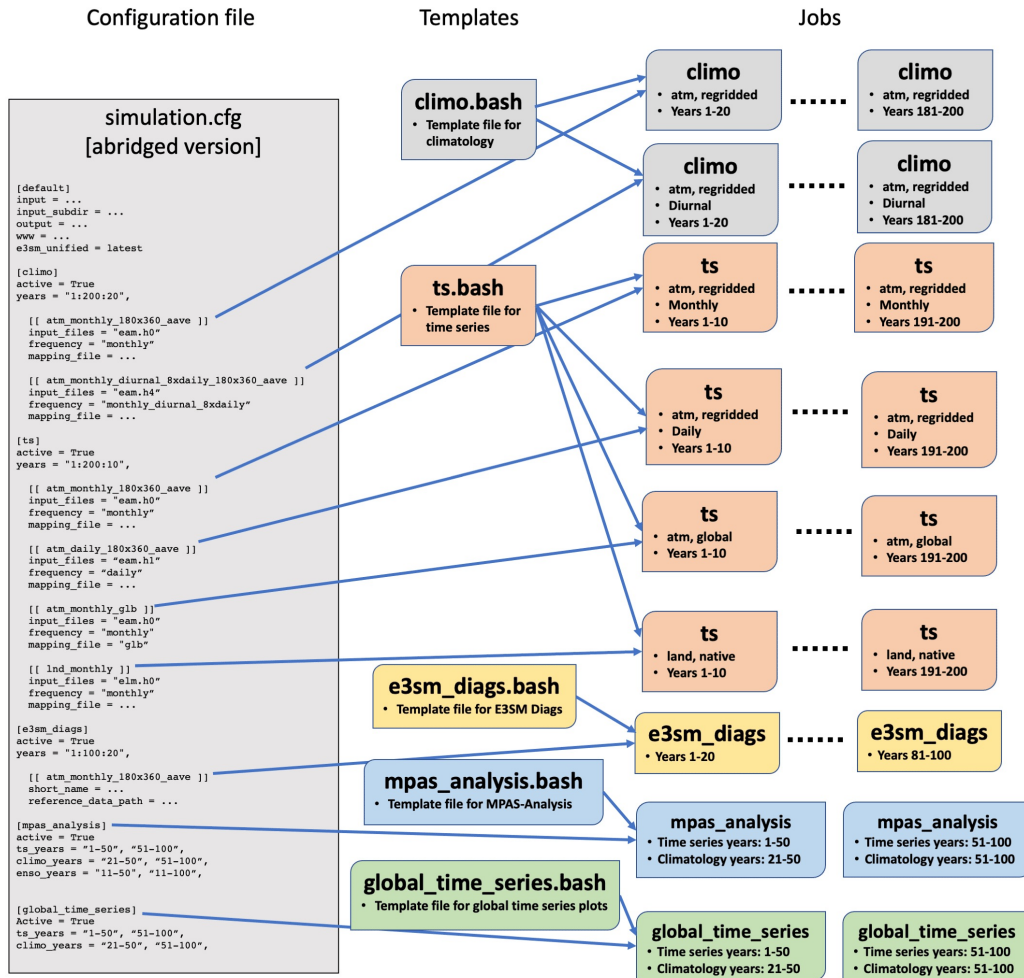 Configuration file
Templates
Jobs
simulation.cfg
[abridged version]
[default]
input = ...
input_subdir = ...
output = ...
www = ...
e3sm_unified = latest
[climo]
active = True
years = "1:200:20",
[[ atm_monthly_180x360_aave ]]
input_files = "eam.h0”
frequency = "monthly”
mapping_file = ...
[[ atm_monthly_diurnal_8xdaily_180x360_aave ]]
input_files = "eam.h4”
frequency = "monthly_diurnal_8xdaily”
mapping_file = ...
[ts]
active = True
years = "1:200:10",
[[ atm_monthly_180x360_aave ]]
input_files = "eam.h0"
frequency = "monthly"
mapping_file = ...
[[ atm_daily_180x360_aave ]]
input_files = “eam.h1”
frequency = “daily”
mapping_file = ...
[[ atm_monthly_glb ]]
input_files = "eam.h0”
frequency = "monthly"
mapping_file = "glb”
[[ lnd_monthly ]]
input_files = "elm.h0”
frequency = "monthly”
mapping_file = ...
[e3sm_diags]
active = True
years = "1:100:20",
[[ atm_monthly_180x360_aave ]]
short_name = ...
reference_data_path = ...
[mpas_analysis]
active = True
ts_years = “1-50”, “51-100”,
climo_years = “21-50”, “51-100”,
enso_years = "11-50", “11-100”,
[global_time_series]
Active = True
ts_years = “1-50”, “51-100”,
climo_years = “21-50”, “51-100”,
climo.bash
• Template file for
climatology
ts.bash
• Template file for
time series
e3sm_diags.bash
• Template file for E3SM Diags
mpas_analysis.bash
• Template file for MPAS-Analysis
global_time_series.bash
• Template file for global time series plots
climo
• atm, regridded
• Years 1-20
climo
• atm, regridded
• Years 181-200
climo
• atm, regridded
• Diurnal
• Years 1-20
climo
• atm, regridded
• Diurnal
• Years 181-200
ts
• atm, regridded
• Monthly
• Years 1-10
ts
• atm, regridded
• Monthly
• Years 191-200
ts
• atm, regridded
• Daily
• Years 1-10
ts
• atm, regridded
• Daily
• Years 191-200
ts
• atm, global
• Years 1-10
ts
• atm, global
• Years 191-200
ts
• land, native
• Years 1-10
ts
• land, native
• Years 191-200
e3sm_diags
• Years 1-20
e3sm_diags
• Years 81-100
mpas_analysis
• Time series years: 1-50
• Climatology years: 21-50
mpas_analysis
• Time series years: 51-100
• Climatology years: 51-100
global_time_series
• Time series years: 1-50
• Climatology years: 21-50
global_time_series
• Time series years: 51-100
• Climatology years: 51-100